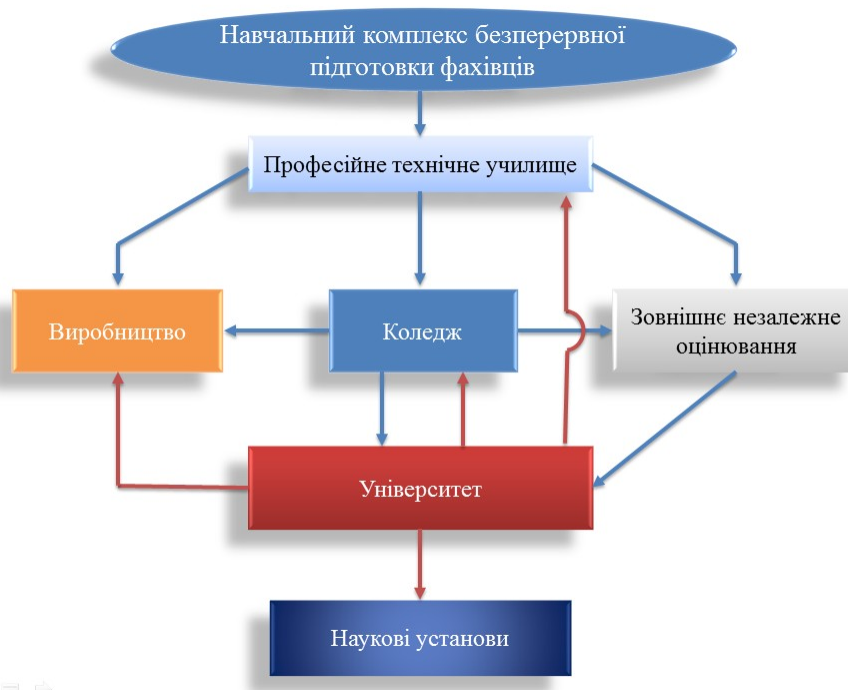 Навчальний комплекс безперервної
підготовки фахівців
Професійне технічне училище
Виробництво
Коледж
Зовнішнє незалежне
оцінювання
Університет
Наукові установи